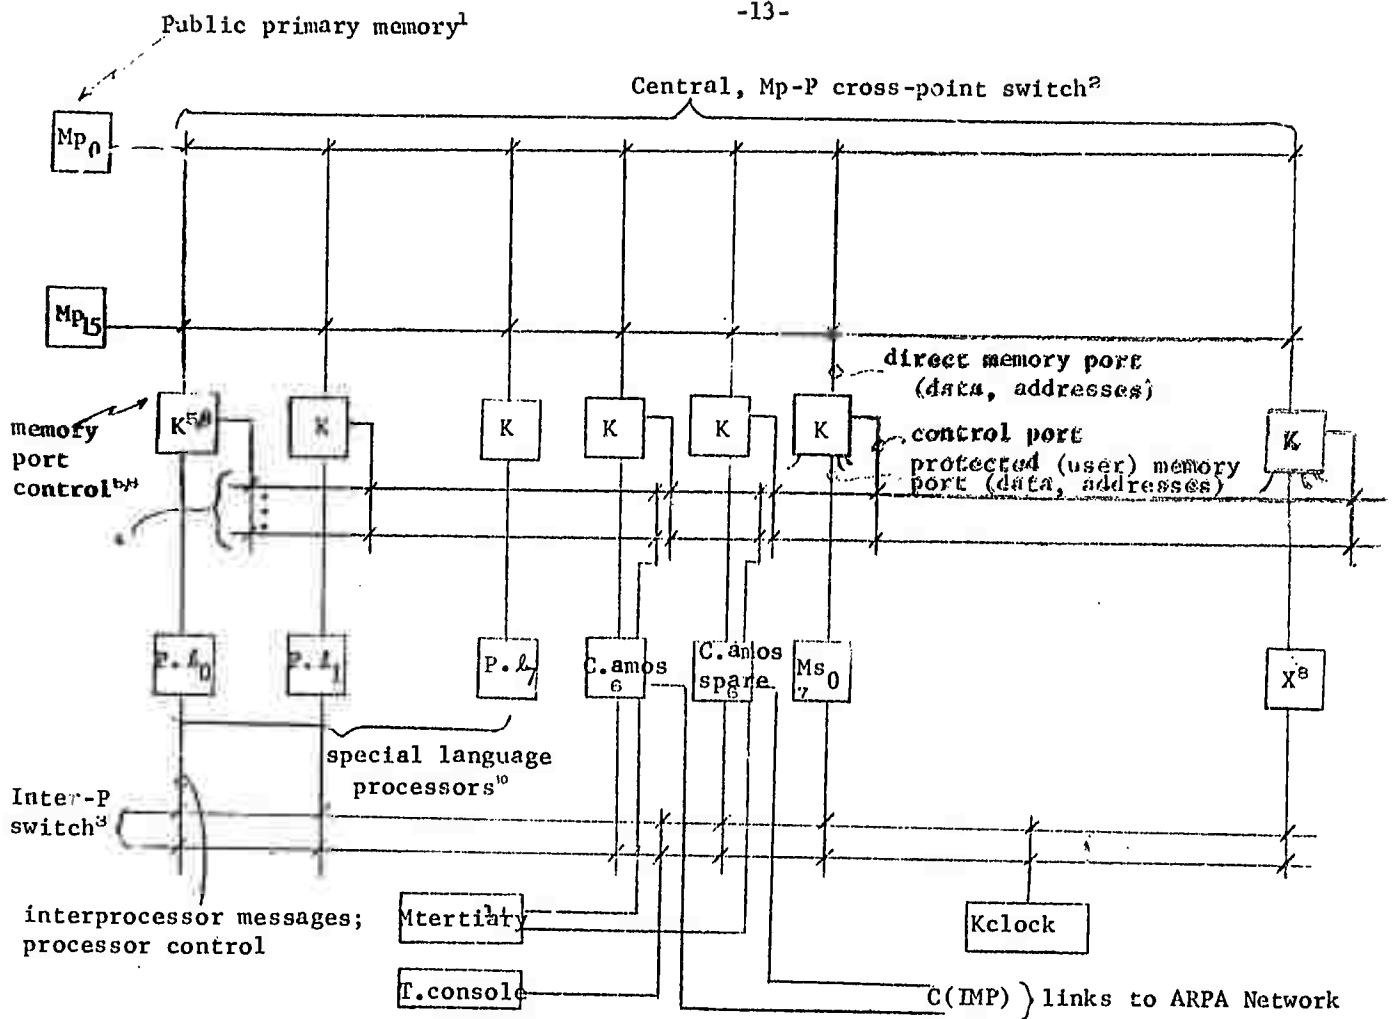 -13-
Public primary memory¹
Central, Mp-P cross-point switch²
Mp₀
Mp₁₅
direct memory port
(data, addresses)
K
K
K
K
K
K
K
memory
port
control
control port
protected (user) memory
port (data, addresses)
P.ℓ₀
P.ℓ₁
P.ℓ₇
C.amos
6
C.amos
spare
6
Ms₀
7
X⁸
special language
processors¹⁰
Inter-P
switch³
interprocessor messages;
processor control
Mtertiary
Kclock
T.console
C(IMP) } links to ARPA Network